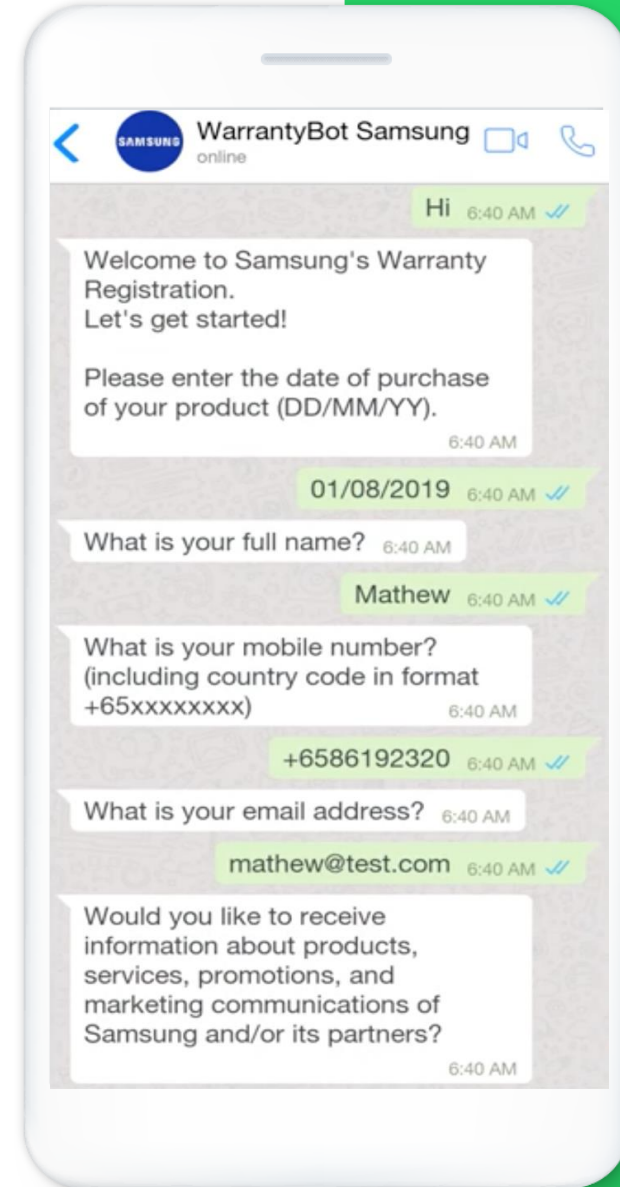 SAMSUNG
WarrantyBot Samsung
online
Hi 6:40 AM
Welcome to Samsung's Warranty
Registration.
Let's get started!
Please enter the date of purchase
of your product (DD/MM/YY).
6:40 AM
01/08/2019 6:40 AM
What is your full name? 6:40 AM
Mathew 6:40 AM
What is your mobile number?
(including country code in format
+65xxxxxxxx) 6:40 AM
+6586192320 6:40 AM
What is your email address? 6:40 AM
mathew@test.com 6:40 AM
Would you like to receive
information about products,
services, promotions, and
marketing communications of
Samsung and/or its partners?
6:40 AM